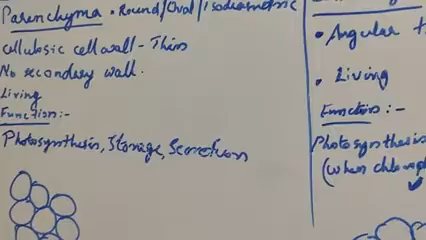 Parenchyma • Round/Oval/Isodiametric
Cellulosic cell wall - Thin
No secondary wall.
Living
Function:-
Photosynthesis, Storage, Secretion
• Angular
• Living
Function:-
Photosynthesis
(when chlorop